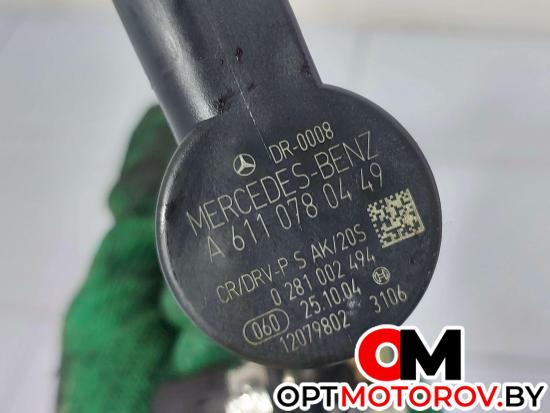 DR-0008
MERCEDES-BENZ
A 611 078 04 49
CR/DRV-P S AK/20S
0 281 002 494
060 25.10.04
12079802 3106
OM
OPTMOTOROV.BY